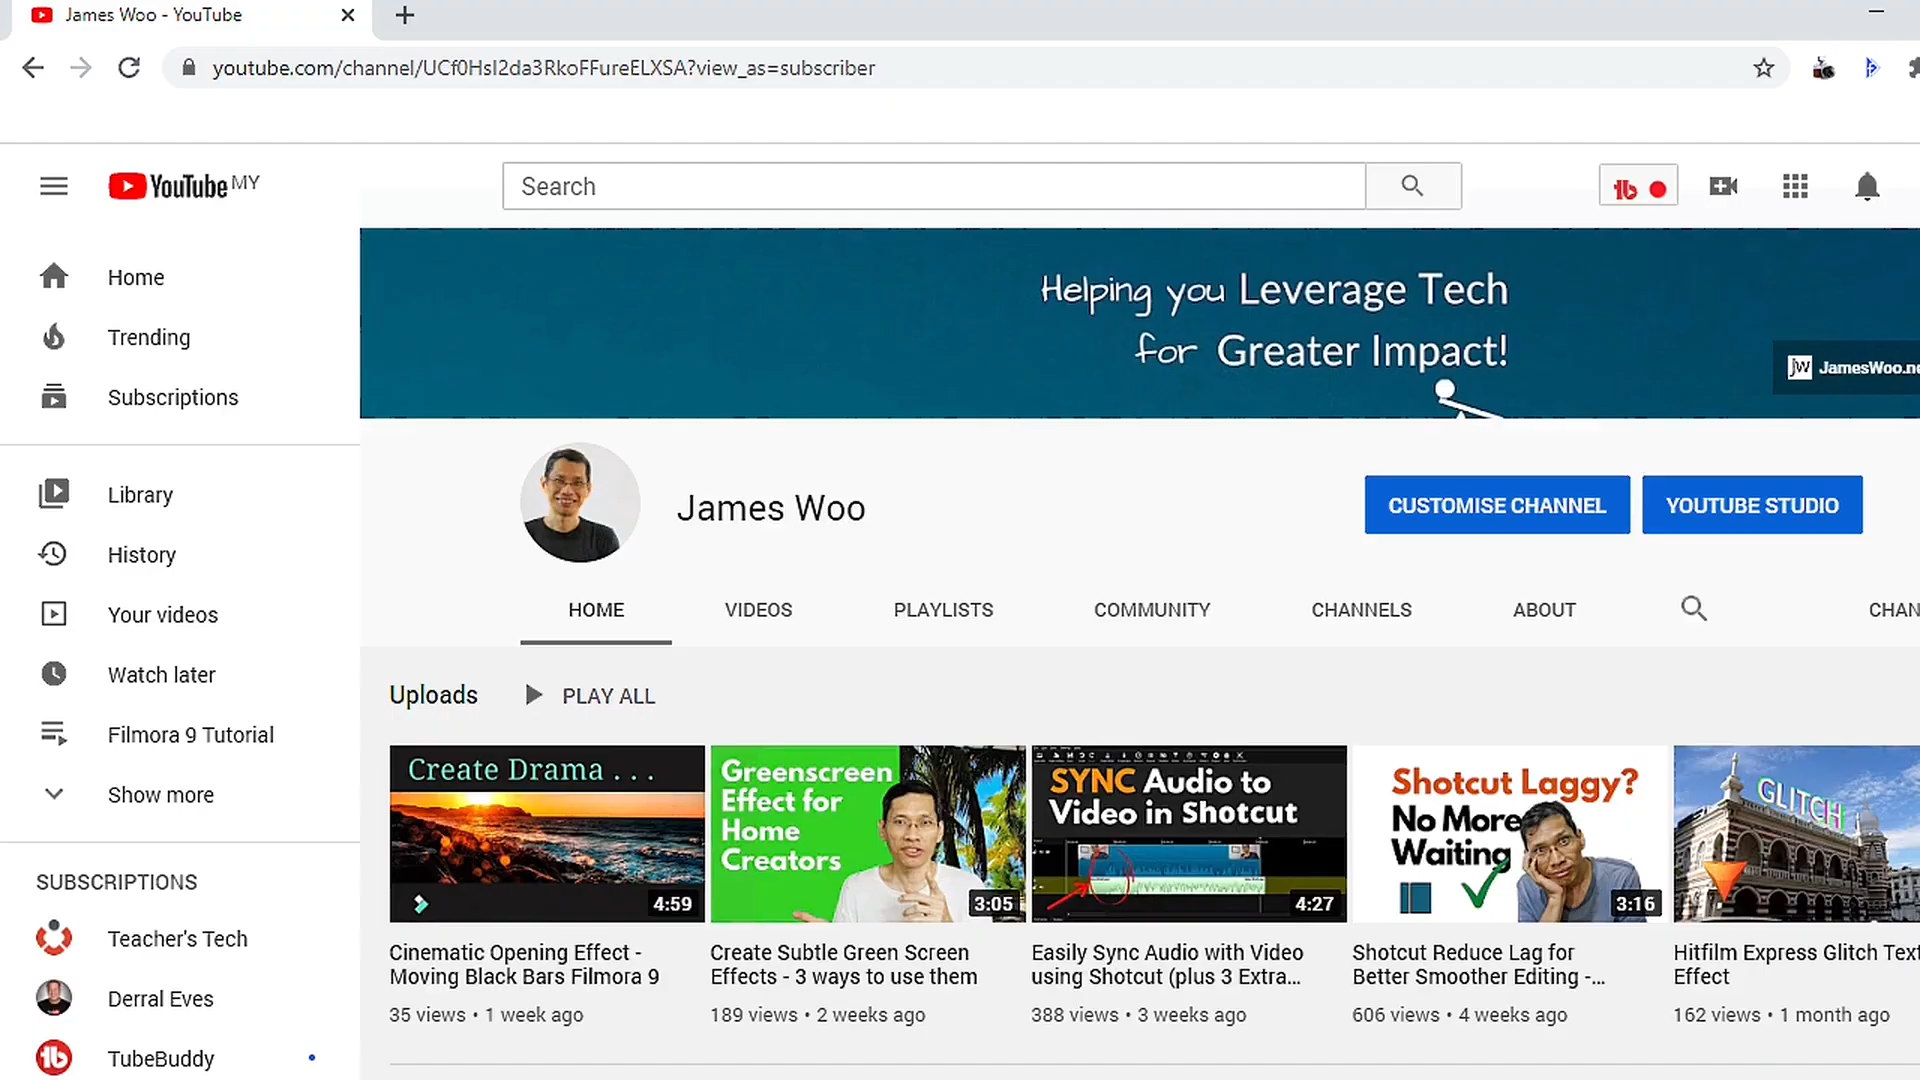 James Woo - YouTube
youtube.com/channel/UCf0HsI2da3RkoFFureELXSA?view_as=subscriber
YouTube MY
Search
Home
Trending
Subscriptions
Helping you Leverage Tech
for Greater Impact!
jw JamesWoo.ne
James Woo
CUSTOMISE CHANNEL
YOUTUBE STUDIO
Library
History
Your videos
Watch later
Filmora 9 Tutorial
Show more
HOME
VIDEOS
PLAYLISTS
COMMUNITY
CHANNELS
ABOUT
CHAN
Uploads
PLAY ALL
Create Drama . . .
4:59
Greenscreen
Effect for
Home
Creators
3:05
SYNC Audio to
Video in Shotcut
4:27
Shotcut Laggy?
No More
Waiting
3:16
GLITCH
Cinematic Opening Effect -
Moving Black Bars Filmora 9
35 views • 1 week ago
Create Subtle Green Screen
Effects - 3 ways to use them
189 views • 2 weeks ago
Easily Sync Audio with Video
using Shotcut (plus 3 Extra...
388 views • 3 weeks ago
Shotcut Reduce Lag for
Better Smoother Editing -...
606 views • 4 weeks ago
Hitfilm Express Glitch Text
Effect
162 views • 1 month ago
SUBSCRIPTIONS
Teacher's Tech
Derral Eves
TubeBuddy